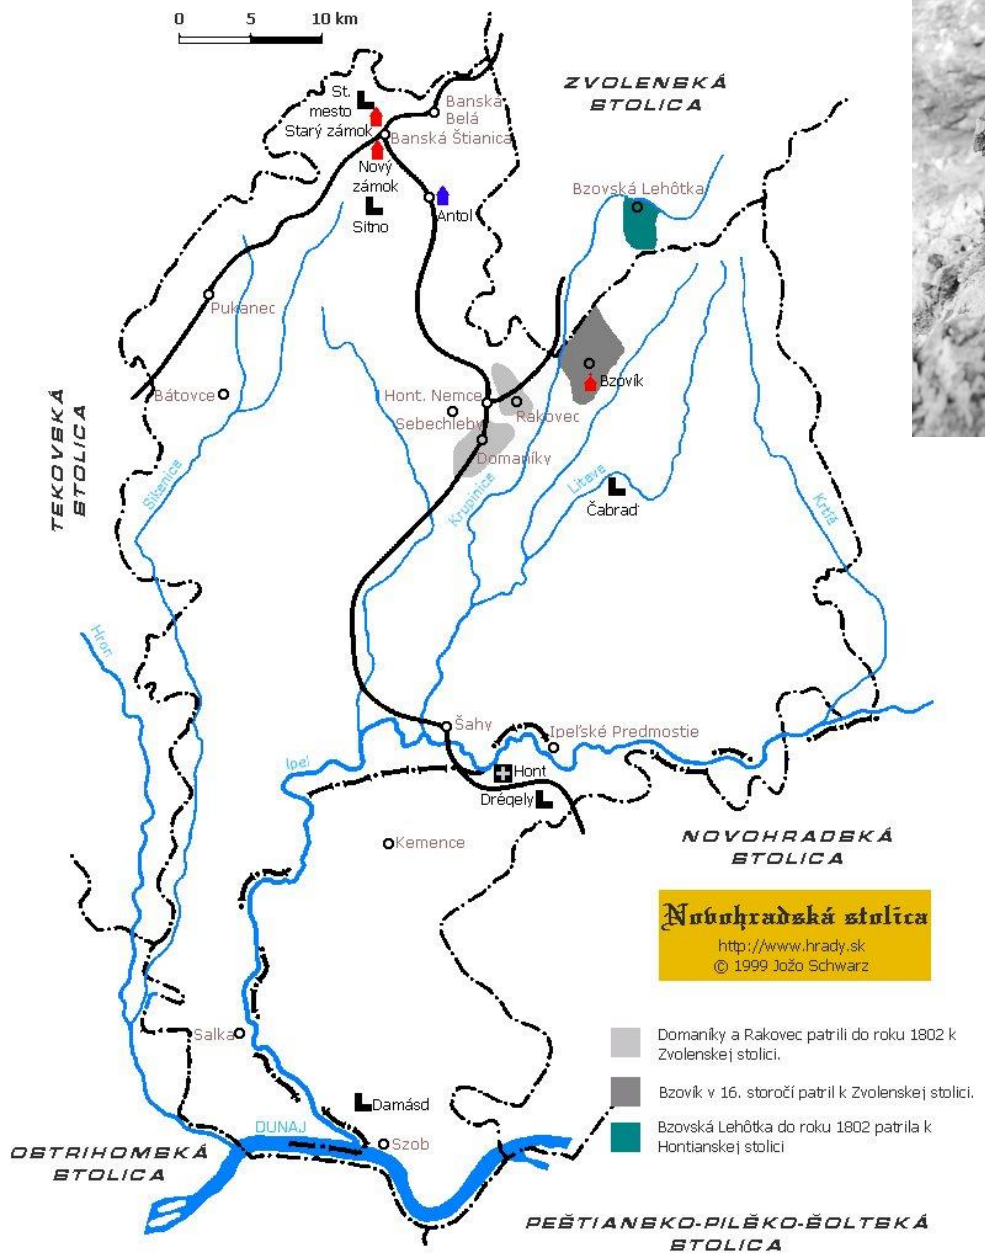 0 5 10 km
ZVOLENSKÁ
STOLICA
St.
mesto
Starý zámok
Banská
Belá
Banská Štianica
Nový
zámok
Sitno
Antol
Bzovská Lehôtka
Pukanec
Bátovce
Hont. Nemce
Sebechleby
Rakovec
Domaníky
Bzovík
TEKOVSKÁ
STOLICA
Sikenice
Krupinice
Litava
Čabrad
Krtíš
Hron
Šahy
Ipeľské Predmostie
Ipel
Hont
Drégely
Kemence
NOVOHRADSKÁ
STOLICA
Novohradská stolica
http://www.hrady.sk
© 1999 Jožo Schwarz
Salka
Domaníky a Rakovec patrili do roku 1802 k
Zvolenskej stolici.
Bzovík v 16. storočí patril k Zvolenskej stolici.
Bzovská Lehôtka do roku 1802 patrila k
Hontianskej stolici
Damásd
DUNAJ
Szob
OSTRIHOMSKÁ
STOLICA
PEŠTIANSKO-PILŠKO-ŠOLTSKÁ
STOLICA